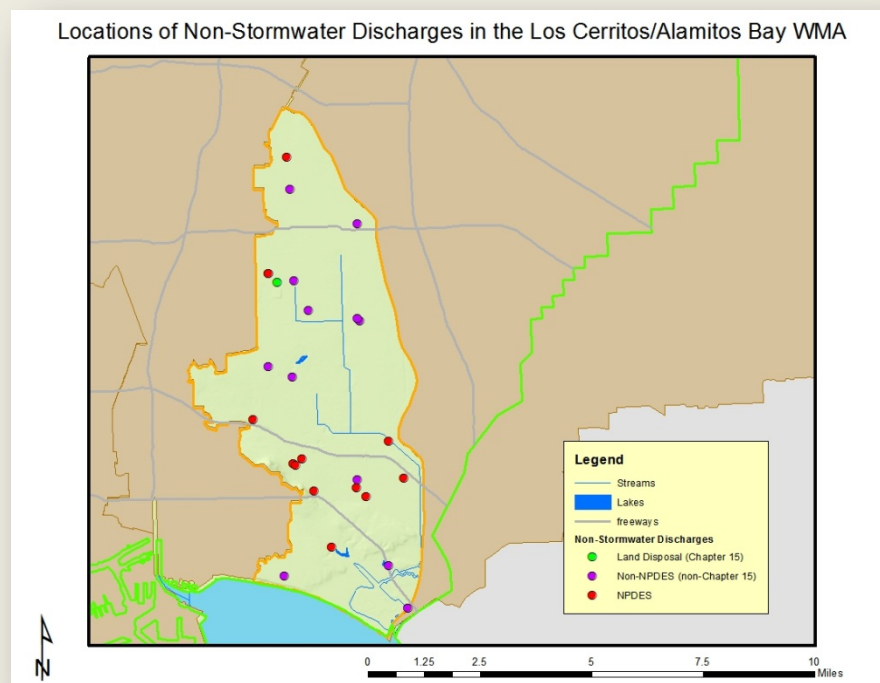 Locations of Non-Stormwater Discharges in the Los Cerritos/Alamitos Bay WMA
Legend
Streams
Lakes
freeways
Non-Stormwater Discharges
Land Disposal (Chapter 15)
Non-NPDES (non-Chapter 15)
NPDES
N
0 1.25 2.5 5 7.5 10
Miles